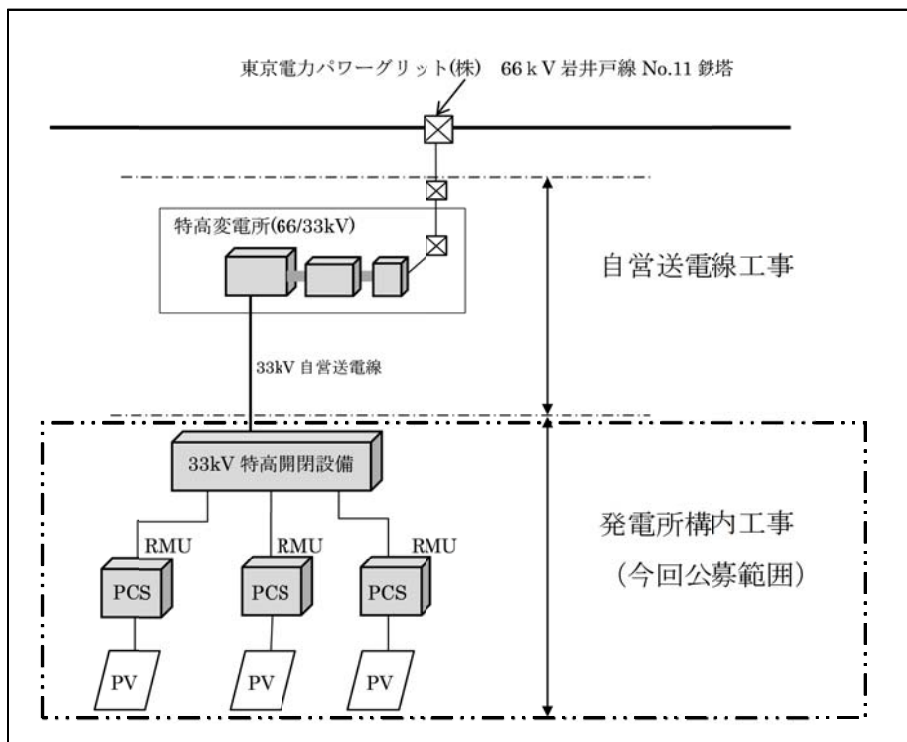 東京電力パワーグリット(株) 66kV 岩井戸線 No.11 鉄塔
特高変電所(66/33kV)
自営送電線工事
33kV 自営送電線
33kV 特高開閉設備
発電所構内工事
（今回公募範囲）
RMU
RMU
RMU
PCS
PCS
PCS
PV
PV
PV